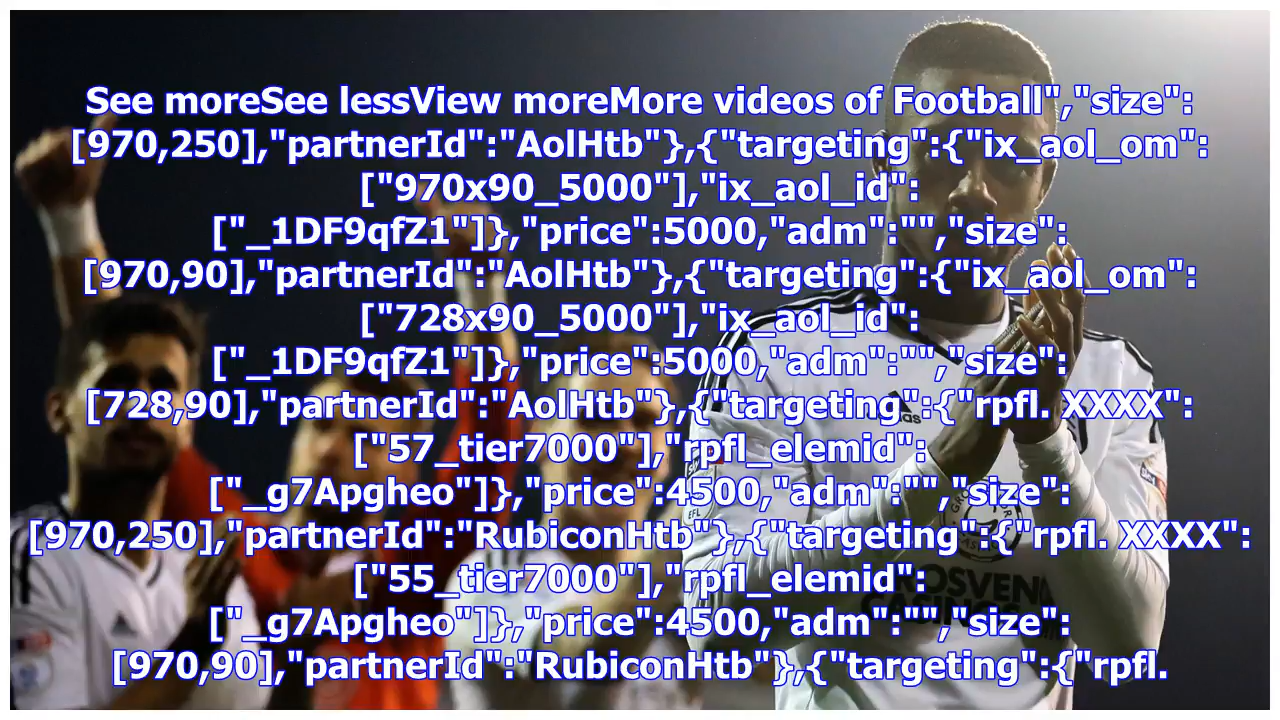 See moreSee lessView moreMore videos of Football","size":
[970,250],"partnerId":"AolHtb"},{"targeting":{"ix_aol_om":
["970x90_5000"],"ix_aol_id":
["_1DF9qfZ1"]},"price":5000,"adm":"","size":
[970,90],"partnerId":"AolHtb"},{"targeting":{"ix_aol_om":
["728x90_5000"],"ix_aol_id":
["_1DF9qfZ1"]},"price":5000,"adm":"","size":
[728,90],"partnerId":"AolHtb"},{"targeting":{"rpfl. XXXX":
["57_tier7000"],"rpfl_elemid":
["_g7Apgheo"]},"price":4500,"adm":"","size":
[970,250],"partnerId":"RubiconHtb"},{"targeting":{"rpfl. XXXX":
["55_tier7000"],"rpfl_elemid":
["_g7Apgheo"]},"price":4500,"adm":"","size":
[970,90],"partnerId":"RubiconHtb"},{"targeting":{"rpfl.